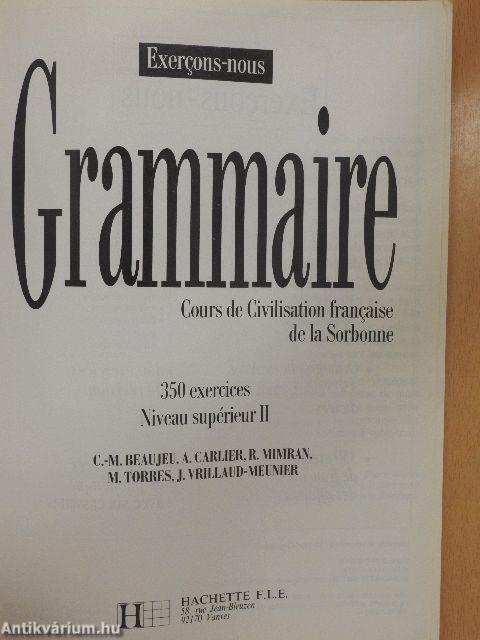 Exerçons-nous
Grammaire
Cours de Civilisation française
de la Sorbonne
350 exercices
Niveau supérieur II
C.-M. BEAUJEU, A. CARLIER, R. MIMRAN,
M. TORRES, J. VRILLAUD-MEUNIER
H HACHETTE F.L.E.
58, rue Jean-Bleuzen
92170 Vanves
Antikvárium.hu